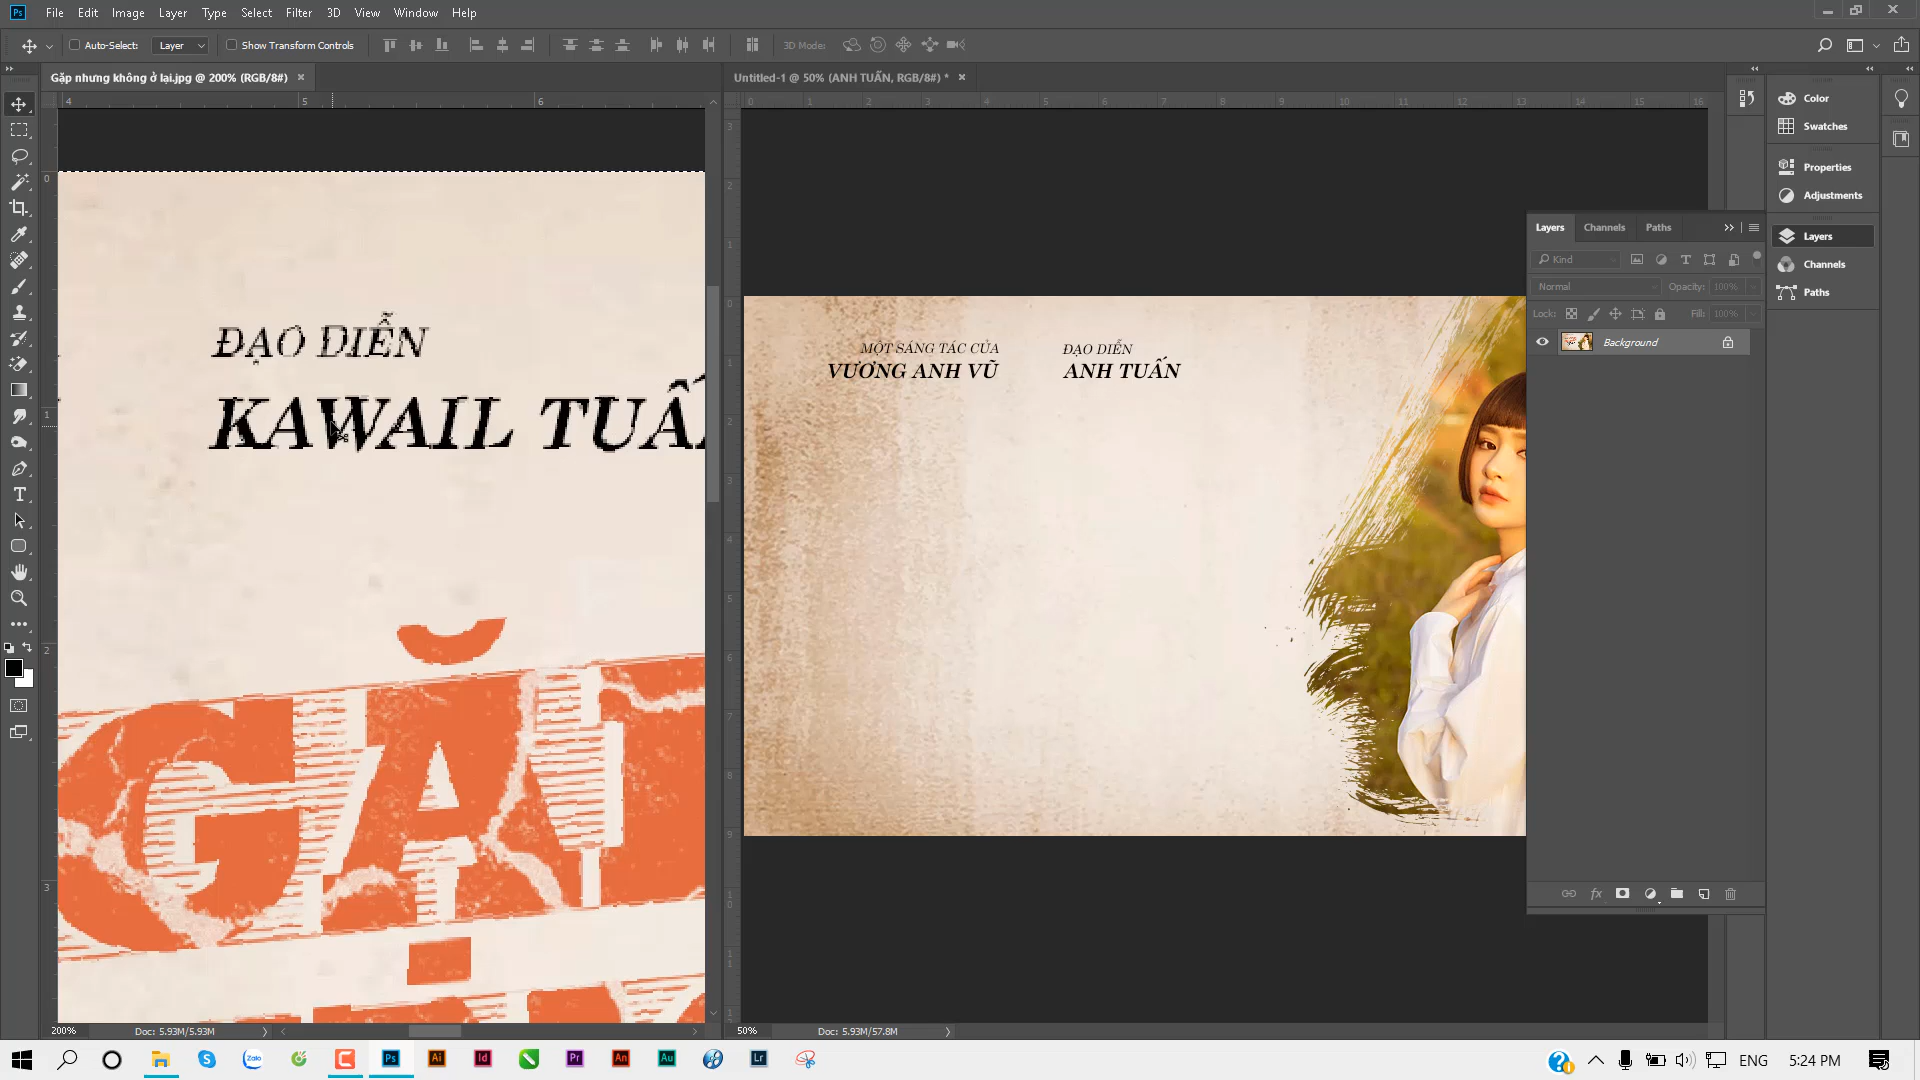 File Edit Image Layer Type Select Filter 3D View Window Help
Auto-Select: Layer Show Transform Controls 3D Mode:
Gặp nhưng không ở lại.jpg @ 200% (RGB/8#) ×
Untitled-1 @ 50% (ANH TUẤN, RGB/8#) * ×
ĐẠO DIỄN
KAWAIL TUẤ
GẶ
MỘT SÁNG TÁC CỦA
VƯƠNG ANH VŨ
ĐẠO DIỄN
ANH TUẤN
Color
Swatches
Properties
Adjustments
Layers
Channels
Paths
Layers Channels Paths
Kind
Normal Opacity: 100%
Lock: Fill: 100%
Background
200% Doc: 5.93M/5.93M
50% Doc: 5.93M/57.8M
ENG 5:24 PM